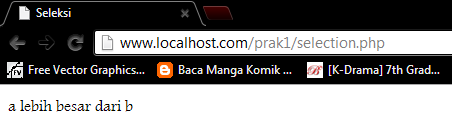 Seleksi
www.localhost.com/prak1/selection.php
Free Vector Graphics... Baca Manga Komik ... [K-Drama] 7th Grad...
a lebih besar dari b